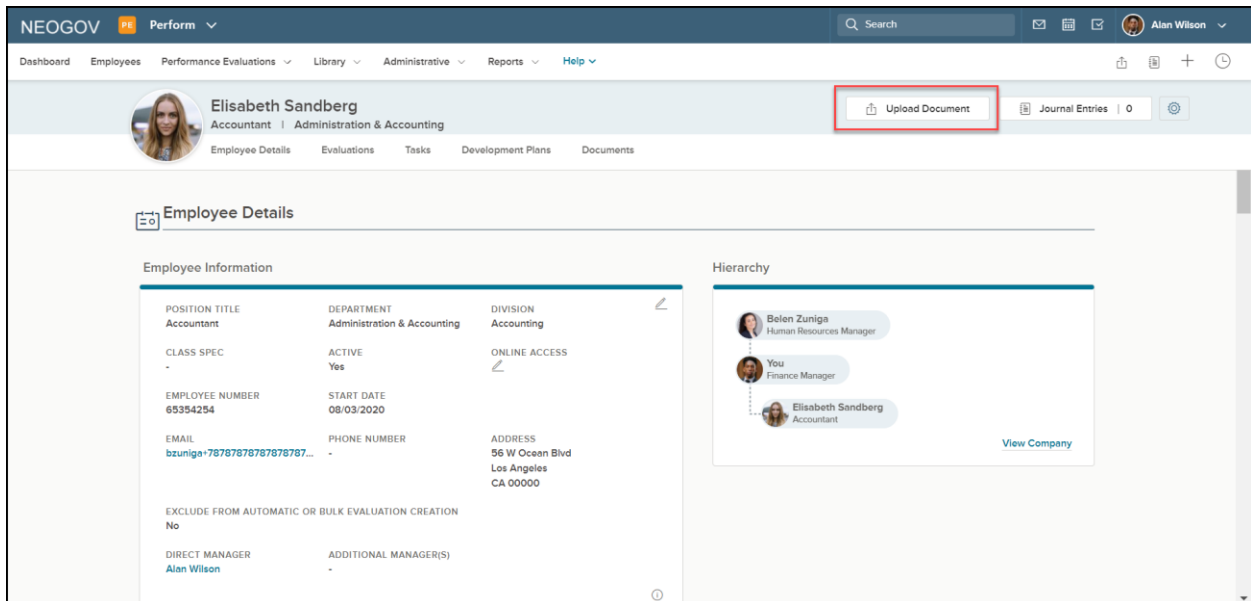 NEOGOV PE Perform Search Alan Wilson
Dashboard Employees Performance Evaluations Library Administrative Reports Help
Elisabeth Sandberg
Accountant | Administration & Accounting
Upload Document Journal Entries | 0
Employee Details Evaluations Tasks Development Plans Documents
Employee Details
Employee Information
POSITION TITLE DEPARTMENT DIVISION
Accountant Administration & Accounting Accounting
CLASS SPEC ACTIVE ONLINE ACCESS
- Yes
EMPLOYEE NUMBER START DATE
65354254 08/03/2020
EMAIL PHONE NUMBER ADDRESS
bzuniga+78787878787878787... - 56 W Ocean Blvd
Los Angeles
CA 00000
EXCLUDE FROM AUTOMATIC OR BULK EVALUATION CREATION
No
DIRECT MANAGER ADDITIONAL MANAGER(S)
Alan Wilson -
Hierarchy
Belen Zuniga
Human Resources Manager
You
Finance Manager
Elisabeth Sandberg
Accountant
View Company